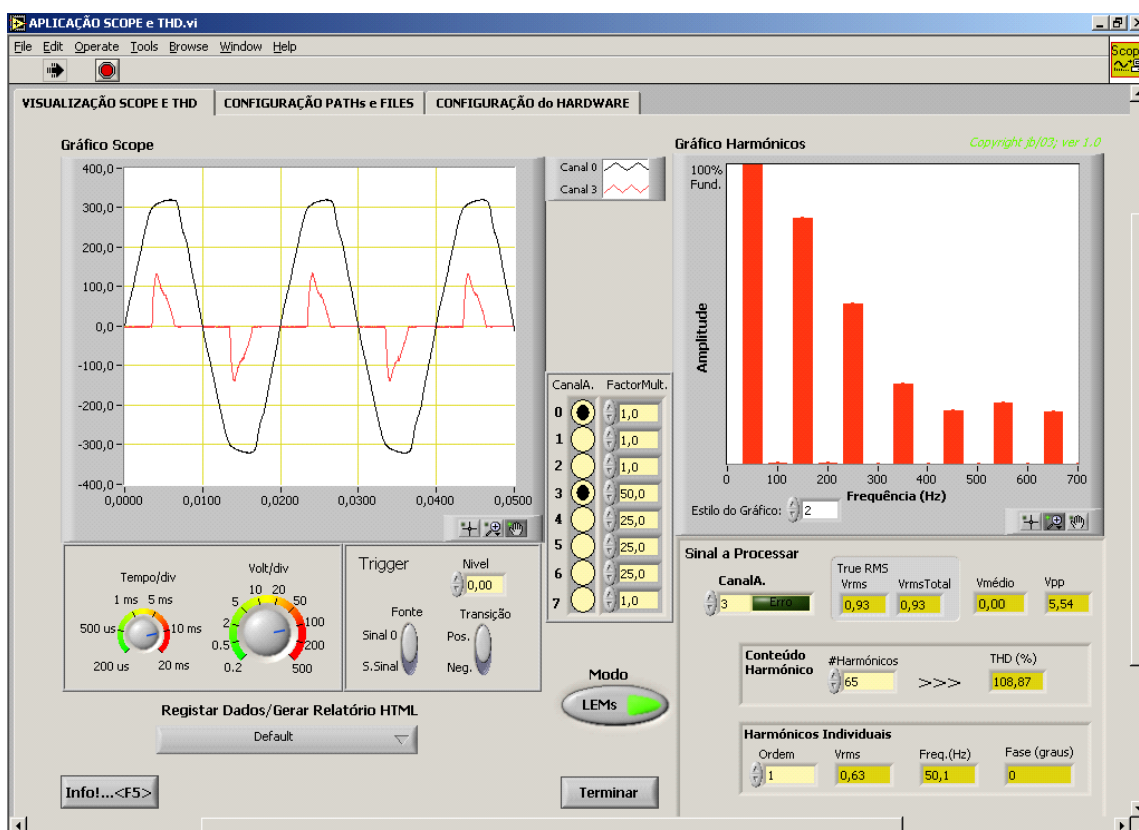 APLICAÇÃO SCOPE e THD.vi
File Edit Operate Tools Browse Window Help
Scop
VISUALIZAÇÃO SCOPE E THD
CONFIGURAÇÃO PATHs e FILES
CONFIGURAÇÃO do HARDWARE
Gráfico Scope
400,0
300,0
200,0
100,0
0,0
-100,0
-200,0
-300,0
-400,0
0,0000 0,0100 0,0200 0,0300 0,0400 0,0500
Canal 0
Canal 3
Gráfico Harmónicos
Copyright jb/03; ver 1.0
100%
Fund.
Amplitude
0 100 200 300 400 500 600 700
Frequência (Hz)
Estilo do Gráfico: 2
CanalA. FactorMult.
0 1,0
1 1,0
2 1,0
3 50,0
4 25,0
5 25,0
6 25,0
7 1,0
Tempo/div
1 ms 5 ms
500 us 10 ms
200 us 20 ms
Volt/div
10 20
5 50
2 100
0.5 200
0.2 500
Trigger
Nivel
0,00
Fonte
Sinal 0
S.Sinal
Transição
Pos.
Neg.
Registar Dados/Gerar Relatório HTML
Default
Info!...<F5>
Modo
LEMs
Terminar
Sinal a Processar
CanalA.
3 Erro
True RMS
Vrms VrmsTotal Vmédio Vpp
0,93 0,93 0,00 5,54
Conteúdo
Harmónico
#Harmónicos
65
>>>
THD (%)
108,87
Harmónicos Individuais
Ordem Vrms Freq.(Hz) Fase (graus)
1 0,63 50,1 0